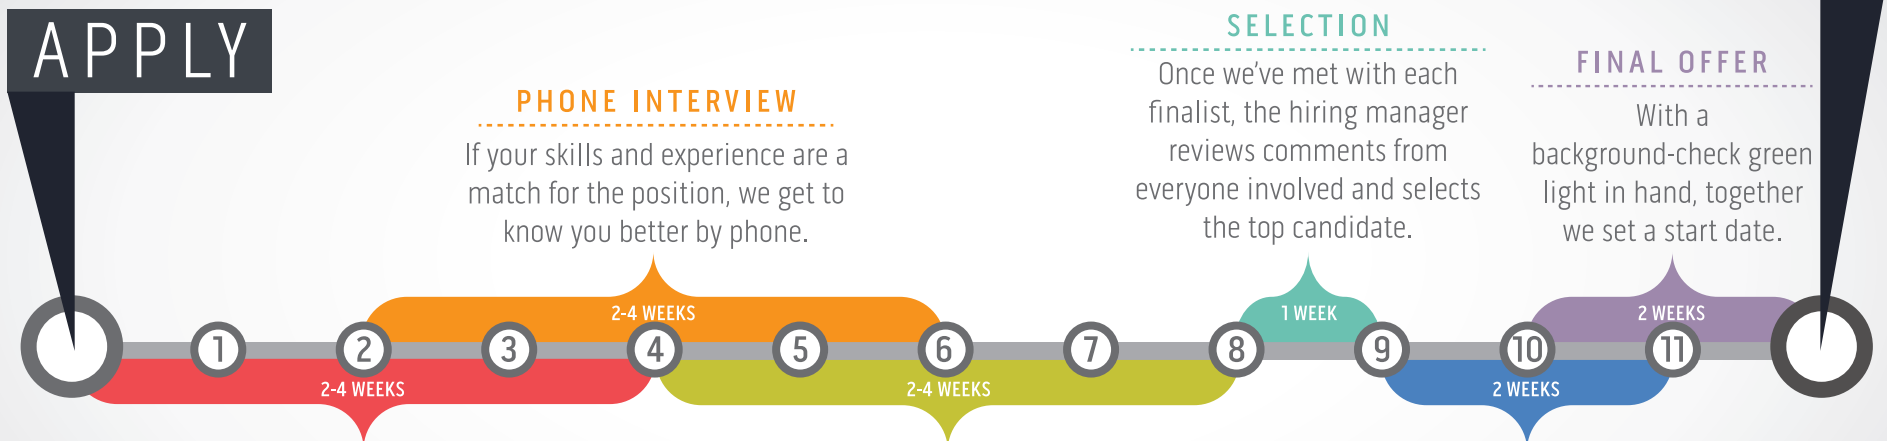 APPLY
PHONE INTERVIEW
If your skills and experience are a
match for the position, we get to
know you better by phone.
SELECTION
Once we've met with each
finalist, the hiring manager
reviews comments from
everyone involved and selects
the top candidate.
FINAL OFFER
With a
background-check green
light in hand, together
we set a start date.
2-4 WEEKS
1 WEEK
2 WEEKS
1 2 3 4 5 6 7 8 9 10 11
2-4 WEEKS
2-4 WEEKS
2 WEEKS